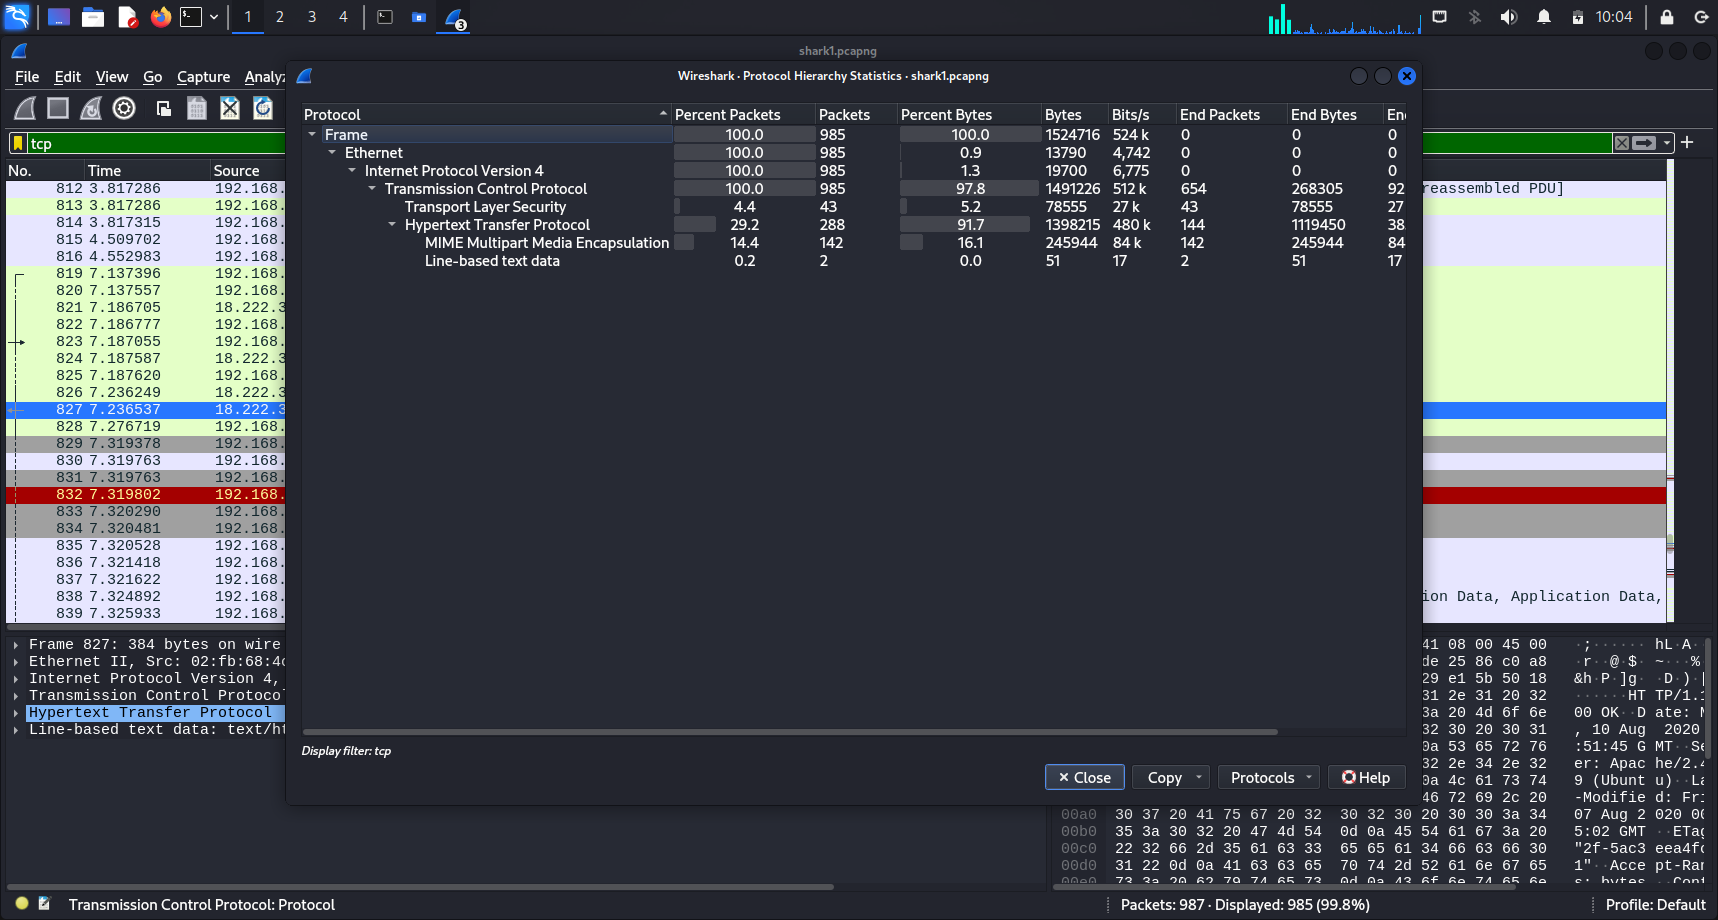 1 2 3 4 3 10:04
shark1.pcapng
File Edit View Go Capture Analyz
Wireshark · Protocol Hierarchy Statistics · shark1.pcapng
tcp
No. Time Source
812 3.817286 192.168. reassembled PDU]
813 3.817286 192.168.
814 3.817315 192.168.
815 4.509702 192.168.
816 4.552983 192.168.
819 7.137396 192.168.
820 7.137557 192.168.
821 7.186705 18.222.3
822 7.186777 192.168.
823 7.187055 192.168.
824 7.187587 18.222.3
825 7.187620 192.168.
826 7.236249 18.222.3
827 7.236537 18.222.3
828 7.276719 192.168.
829 7.319378 192.168.
830 7.319763 192.168.
831 7.319763 192.168.
832 7.319802 192.168.
833 7.320290 192.168.
834 7.320481 192.168.
835 7.320528 192.168.
836 7.321418 192.168.
837 7.321622 192.168.
838 7.324892 192.168. ion Data, Application Data,
839 7.325933 192.168.
Protocol Percent Packets Packets Percent Bytes Bytes Bits/s End Packets End Bytes En
Frame 100.0 985 100.0 1524716 524 k 0 0 0
Ethernet 100.0 985 0.9 13790 4,742 0 0 0
Internet Protocol Version 4 100.0 985 1.3 19700 6,775 0 0 0
Transmission Control Protocol 100.0 985 97.8 1491226 512 k 654 268305 92
Transport Layer Security 4.4 43 5.2 78555 27 k 43 78555 27
Hypertext Transfer Protocol 29.2 288 91.7 1398215 480 k 144 1119450 38
MIME Multipart Media Encapsulation 14.4 142 16.1 245944 84 k 142 245944 84
Line-based text data 0.2 2 0.0 51 17 2 51 17
Display filter: tcp
Close Copy Protocols Help
Frame 827: 384 bytes on wire
Ethernet II, Src: 02:fb:68:4c
Internet Protocol Version 4,
Transmission Control Protocol
Hypertext Transfer Protocol
Line-based text data: text/ht
41 08 00 45 00 ·;······ hL·A··
de 25 86 c0 a8 ·r··@·$· ~···%·
29 e1 5b 50 18 &h·P·]g· ·D·)·[
31 2e 31 20 32 ······HT TP/1.1
3a 20 4d 6f 6e 00 OK··D ate: M
32 30 20 30 31 , 10 Aug 2020
0a 53 65 72 76 :51:45 G MT··Se
32 2e 34 2e 32 er: Apac he/2.4
0a 4c 61 73 74 9 (Ubunt u)··La
46 72 69 2c 20 -Modifie d: Fri
00a0 30 37 20 41 75 67 20 32 30 32 30 20 30 30 3a 34 07 Aug 2 020 00
00b0 35 3a 30 32 20 47 4d 54 0d 0a 45 54 61 67 3a 20 5:02 GMT ··ETag
00c0 22 32 66 2d 35 61 63 33 65 65 61 34 66 63 66 30 "2f-5ac3 eea4fc
00d0 31 22 0d 0a 41 63 63 65 70 74 2d 52 61 6e 67 65 1"··Acce pt-Ran
00e0 73 3a 20 62 79 74 65 73 0d 0a 43 6f 6e 74 65 6e s: bytes ··Cont
Transmission Control Protocol: Protocol Packets: 987 · Displayed: 985 (99.8%) Profile: Default